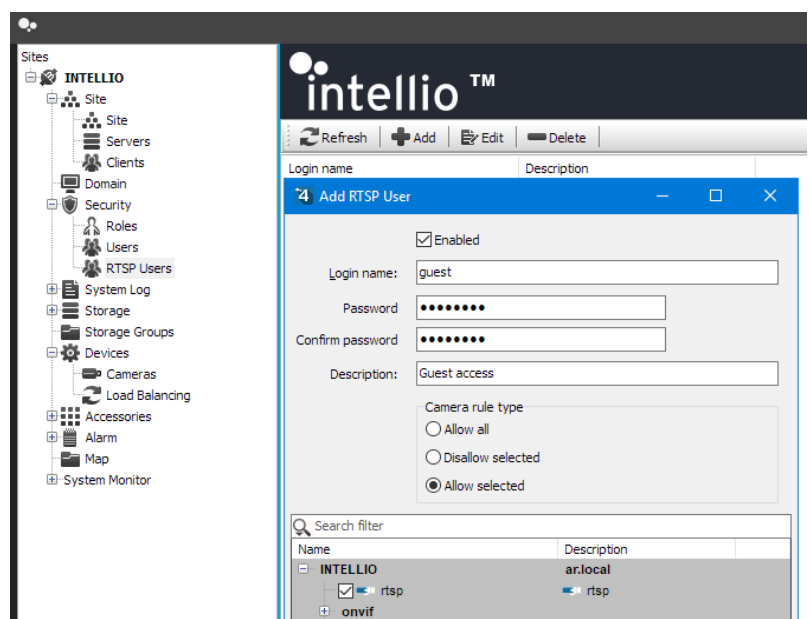 Sites
INTELLIO
Site
Site
Servers
Clients
Domain
Security
Roles
Users
RTSP Users
System Log
Storage
Storage Groups
Devices
Cameras
Load Balancing
Accessories
Alarm
Map
System Monitor
intellio ™
Refresh Add Edit Delete
Login name Description
4 Add RTSP User
Enabled
Login name: guest
Password ●●●●●●●●
Confirm password ●●●●●●●●
Description: Guest access
Camera rule type
Allow all
Disallow selected
Allow selected
Search filter
Name Description
INTELLIO ar.local
rtsp rtsp
onvif